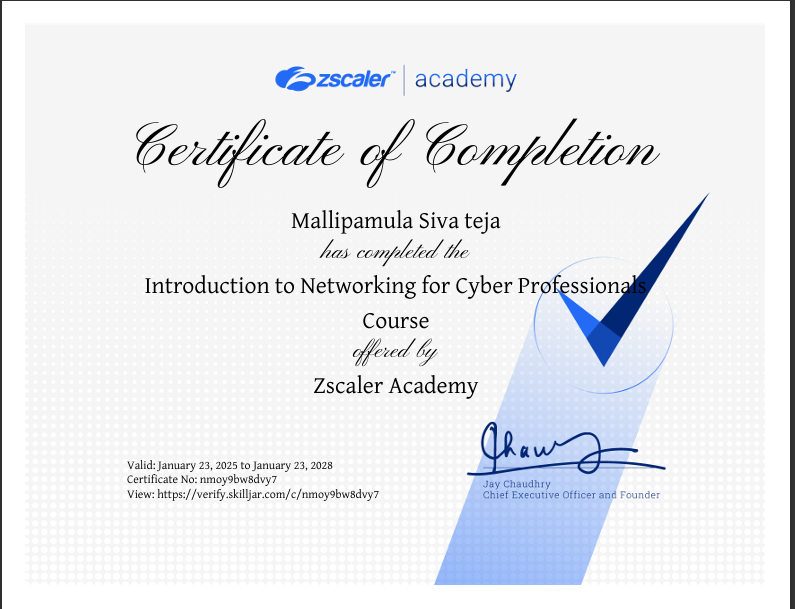 zscaler™ | academy
Certificate of Completion
Mallipamula Siva teja
has completed the
Introduction to Networking for Cyber Professionals
Course
offered by
Zscaler Academy
Valid: January 23, 2025 to January 23, 2028
Certificate No: nmoy9bw8dvy7
View: https://verify.skilljar.com/c/nmoy9bw8dvy7
Jay Chaudhry
Chief Executive Officer and Founder